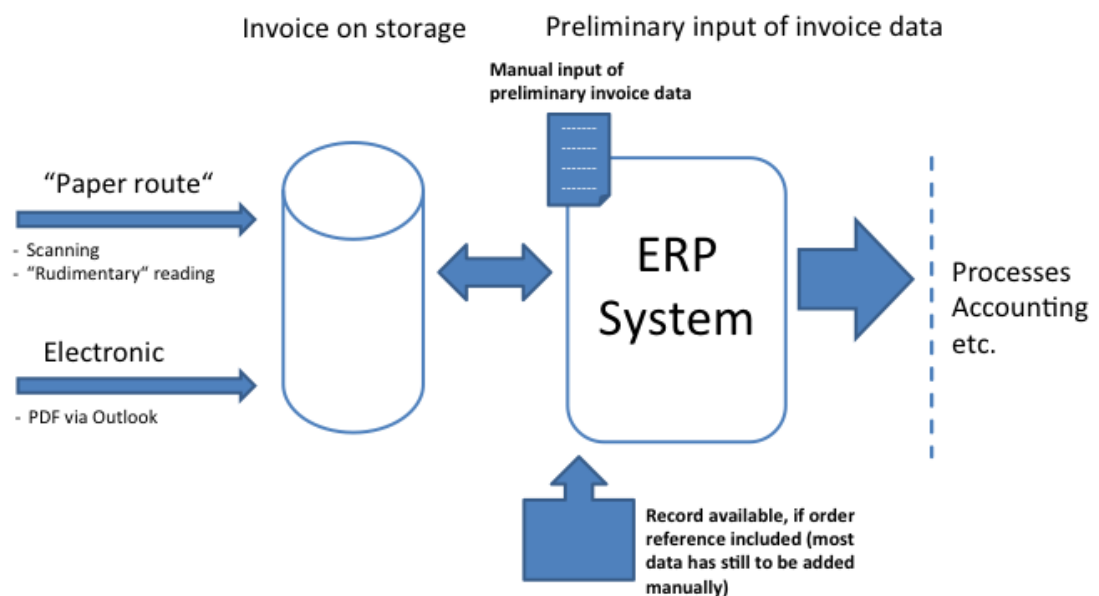 Invoice on storage
Preliminary input of invoice data
Manual input of
preliminary invoice data
-------
-------
-------
-------
“Paper route“
- Scanning
- “Rudimentary“ reading
Electronic
- PDF via Outlook
ERP
System
Processes
Accounting
etc.
Record available, if order
reference included (most
data has still to be added
manually)